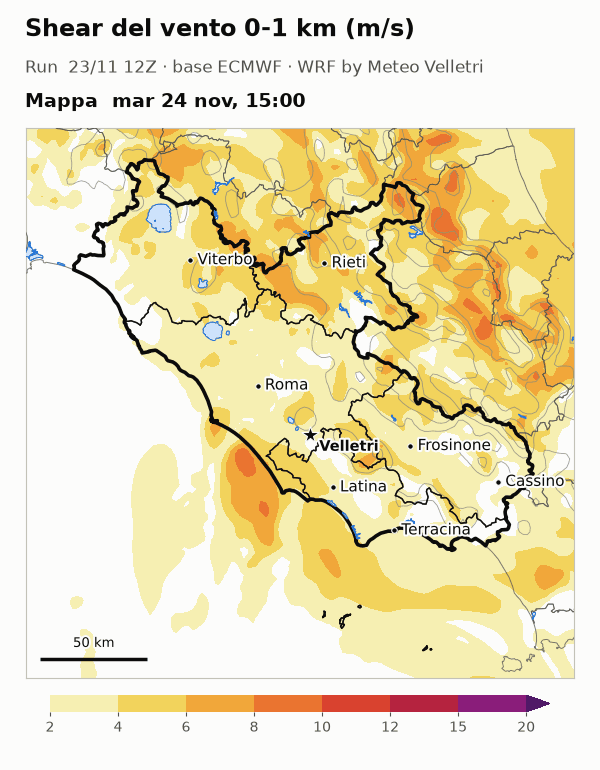 Shear del vento 0-1 km (m/s)
Run 23/11 12Z · base ECMWF · WRF by Meteo Velletri
Mappa mar 24 nov, 15:00
Viterbo
Rieti
Roma
Velletri
Frosinone
Cassino
Latina
Terracina
50 km
2 4 6 8 10 12 15 20